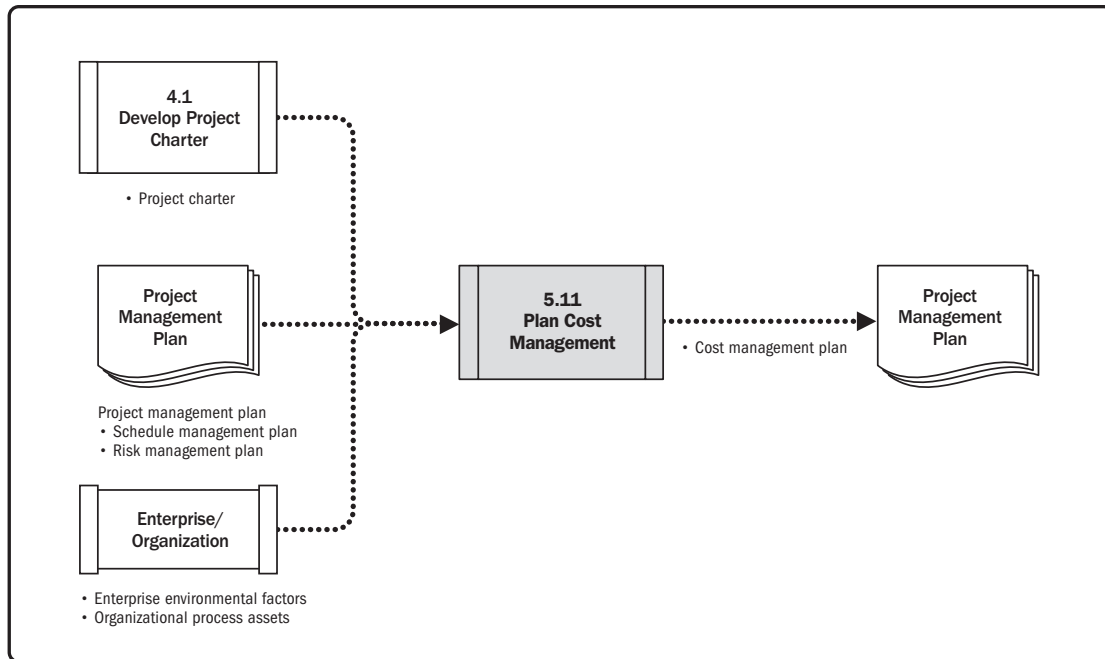 4.1
Develop Project
Charter
• Project charter
Project
Management
Plan
Project management plan
• Schedule management plan
• Risk management plan
Enterprise/
Organization
• Enterprise environmental factors
• Organizational process assets
5.11
Plan Cost
Management
• Cost management plan
Project
Management
Plan